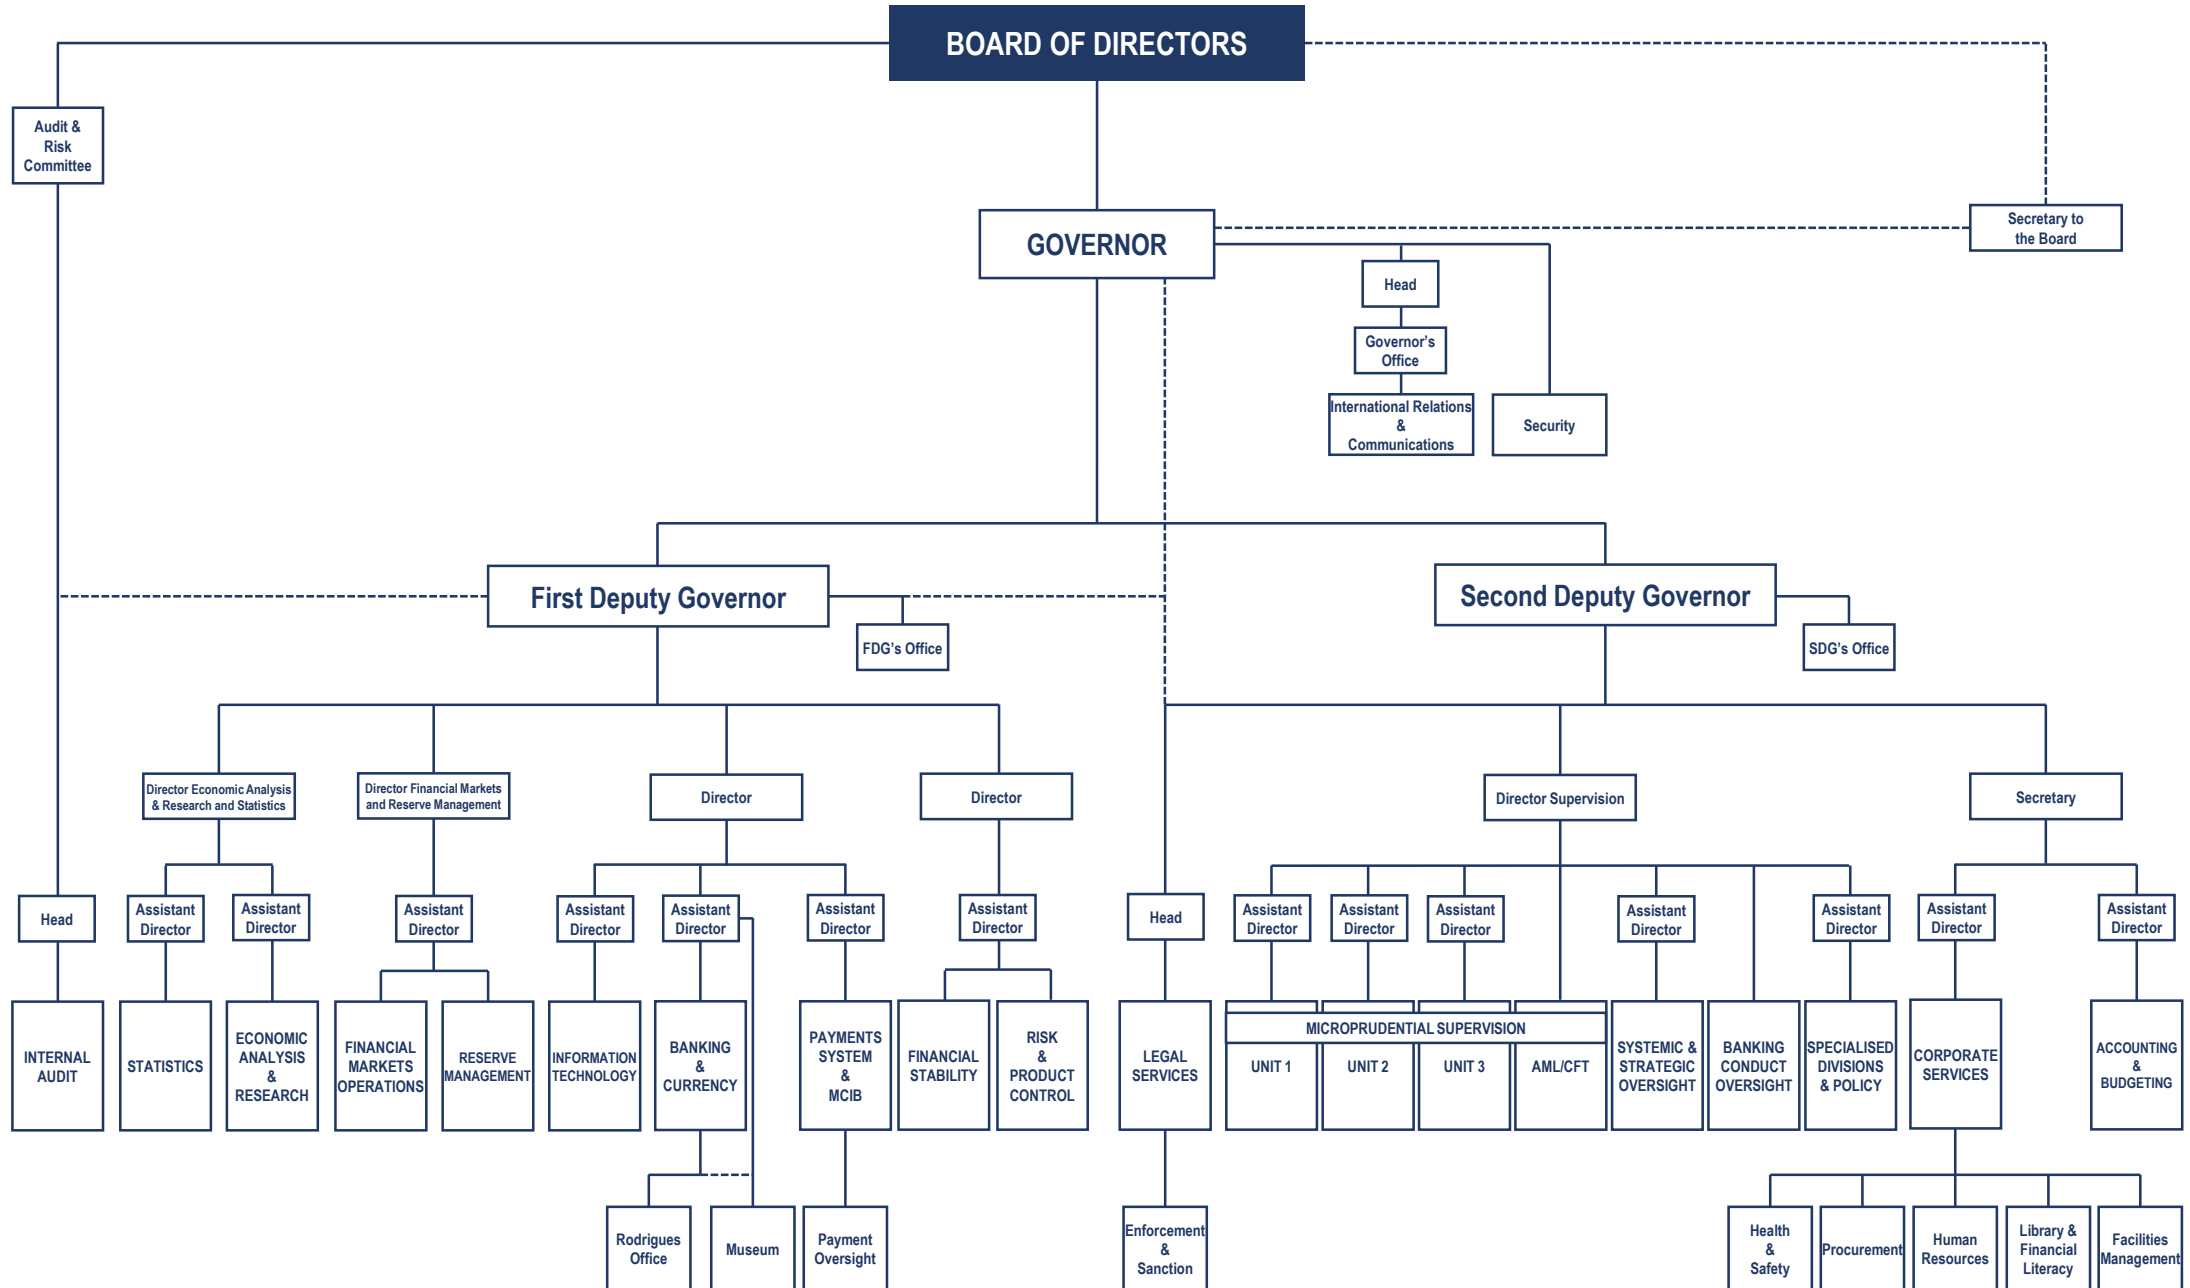 BOARD OF DIRECTORS
Audit &
Risk
Committee
Secretary to
the Board
GOVERNOR
Head
Governor's
Office
International Relations
&
Communications
Security
First Deputy Governor
FDG's Office
Second Deputy Governor
SDG's Office
Director Economic Analysis
& Research and Statistics
Director Financial Markets
and Reserve Management
Director
Director
Director Supervision
Secretary
Head
Assistant
Director
Assistant
Director
Assistant
Director
Assistant
Director
Assistant
Director
Assistant
Director
Assistant
Director
Head
Assistant
Director
Assistant
Director
Assistant
Director
Assistant
Director
Assistant
Director
Assistant
Director
Assistant
Director
INTERNAL
AUDIT
STATISTICS
ECONOMIC
ANALYSIS
&
RESEARCH
FINANCIAL
MARKETS
OPERATIONS
RESERVE
MANAGEMENT
INFORMATION
TECHNOLOGY
BANKING
&
CURRENCY
PAYMENTS
SYSTEM
&
MCIB
FINANCIAL
STABILITY
RISK
&
PRODUCT
CONTROL
LEGAL
SERVICES
MICROPRUDENTIAL SUPERVISION
UNIT 1
UNIT 2
UNIT 3
AML/CFT
SYSTEMIC &
STRATEGIC
OVERSIGHT
BANKING
CONDUCT
OVERSIGHT
SPECIALISED
DIVISIONS
& POLICY
CORPORATE
SERVICES
ACCOUNTING
&
BUDGETING
Rodrigues
Office
Museum
Payment
Oversight
Enforcement
&
Sanction
Health
&
Safety
Procurement
Human
Resources
Library &
Financial
Literacy
Facilities
Management